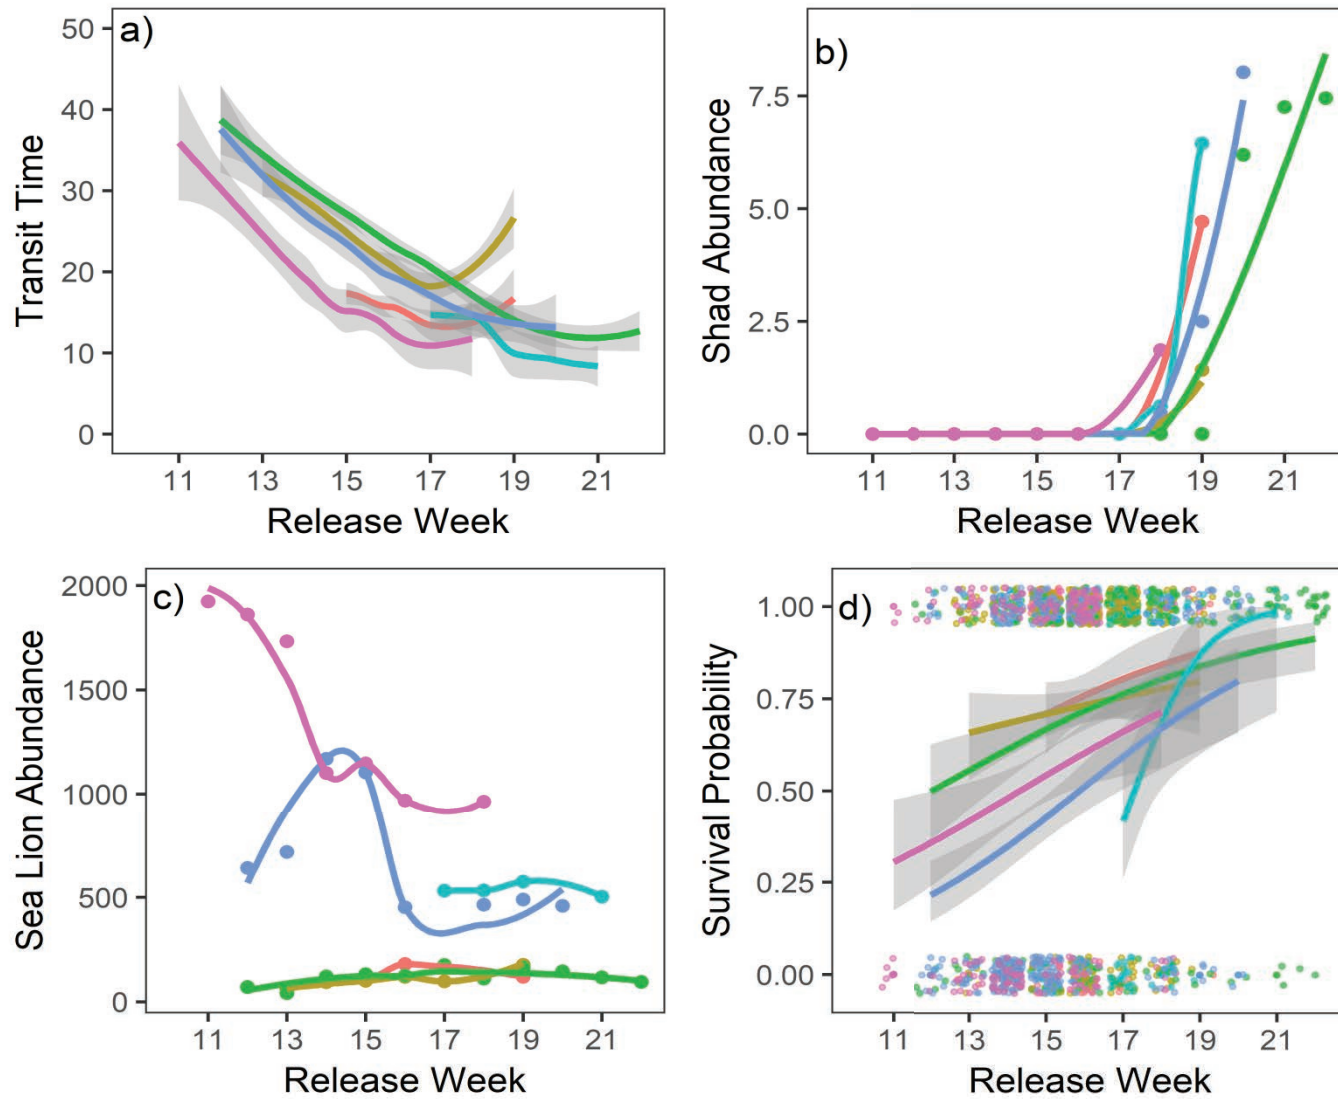 a)
50
40
30
20
10
0
Transit Time
11 13 15 17 19 21
Release Week
b)
7.5
5.0
2.5
0.0
Shad Abundance
11 13 15 17 19 21
Release Week
c)
2000
1500
1000
500
0
Sea Lion Abundance
11 13 15 17 19 21
Release Week
d)
1.00
0.75
0.50
0.25
0.00
Survival Probability
11 13 15 17 19 21
Release Week